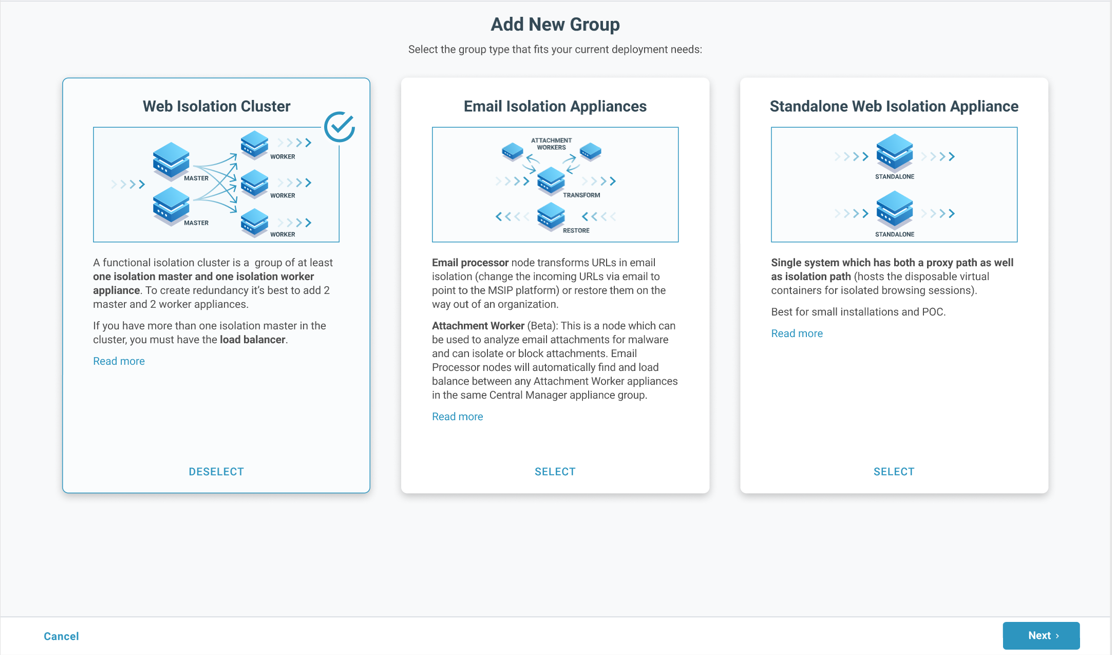 Add New Group
Select the group type that fits your current deployment needs:
Web Isolation Cluster
MASTER
MASTER
WORKER
WORKER
WORKER
A functional isolation cluster is a  group of at least
one isolation master and one isolation worker
appliance. To create redundancy it's best to add 2
master and 2 worker appliances.
If you have more than one isolation master in the
cluster, you must have the load balancer.
Read more
DESELECT
Email Isolation Appliances
ATTACHMENT
WORKERS
TRANSFORM
RESTORE
Email processor node transforms URLs in email
isolation (change the incoming URLs via email to
point to the MSIP platform) or restore them on the
way out of an organization.
Attachment Worker (Beta): This is a node which can
be used to analyze email attachments for malware
and can isolate or block attachments. Email
Processor nodes will automatically find and load
balance between any Attachment Worker appliances
in the same Central Manager appliance group.
Read more
SELECT
Standalone Web Isolation Appliance
STANDALONE
STANDALONE
Single system which has both a proxy path as well
as isolation path (hosts the disposable virtual
containers for isolated browsing sessions).
Best for small installations and POC.
Read more
SELECT
Cancel
Next ›